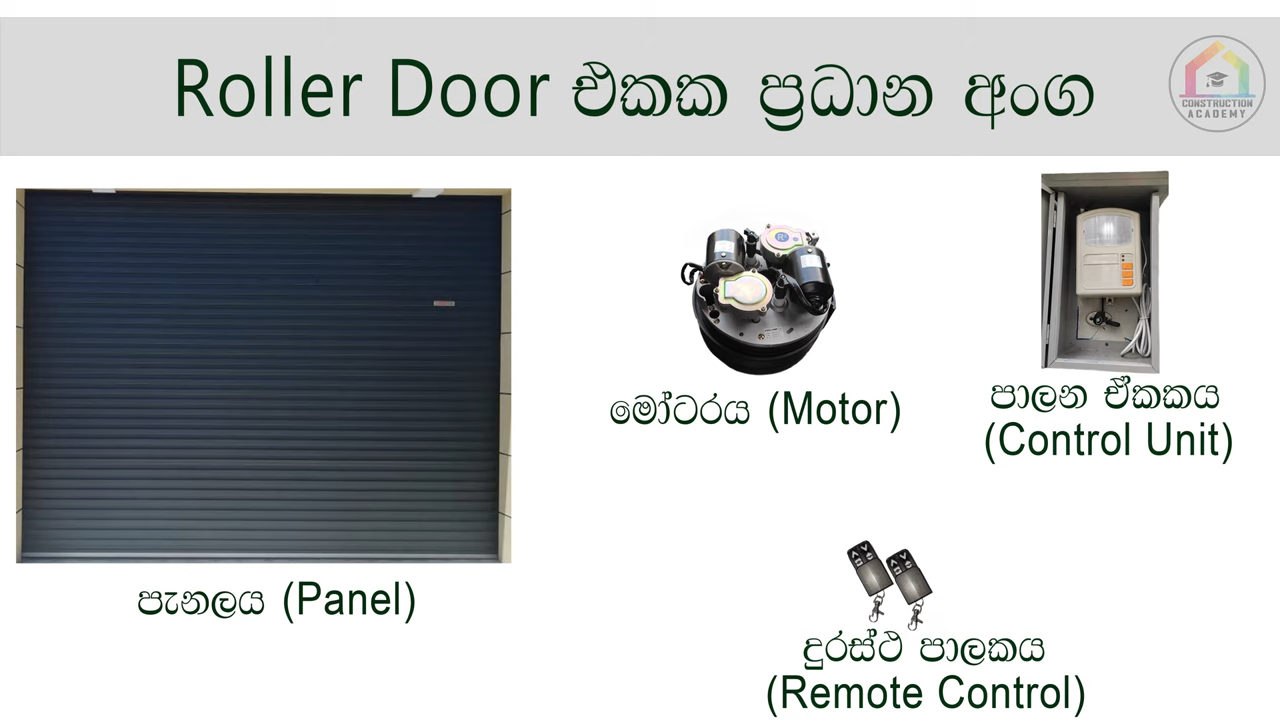 Roller Door එකක ප්‍රධාන අංග
CONSTRUCTION
ACADEMY
මෝටරය (Motor)
පාලන ඒකකය
(Control Unit)
පැනලය (Panel)
දුරස්ථ පාලකය
(Remote Control)